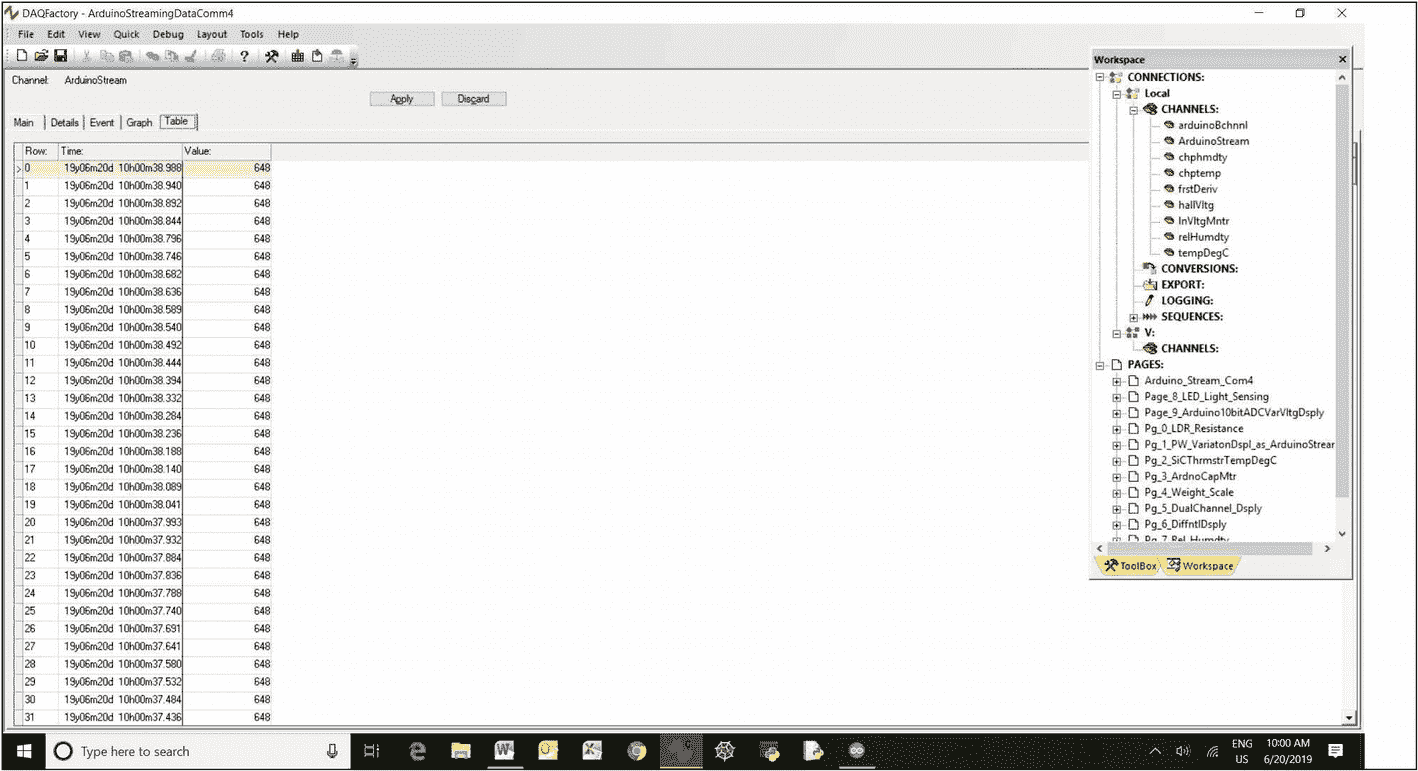 DAQFactory - ArduinoStreamingDataComm4
File Edit View Quick Debug Layout Tools Help
Channel: ArduinoStream
Apply Discard
Main Details Event Graph Table
Row: Time: Value:
0 19y06m20d 10h00m38.988 648
1 19y06m20d 10h00m38.940 648
2 19y06m20d 10h00m38.892 648
3 19y06m20d 10h00m38.844 648
4 19y06m20d 10h00m38.796 648
5 19y06m20d 10h00m38.746 648
6 19y06m20d 10h00m38.682 648
7 19y06m20d 10h00m38.636 648
8 19y06m20d 10h00m38.589 648
9 19y06m20d 10h00m38.540 648
10 19y06m20d 10h00m38.492 648
11 19y06m20d 10h00m38.444 648
12 19y06m20d 10h00m38.394 648
13 19y06m20d 10h00m38.332 648
14 19y06m20d 10h00m38.284 648
15 19y06m20d 10h00m38.236 648
16 19y06m20d 10h00m38.188 648
17 19y06m20d 10h00m38.140 648
18 19y06m20d 10h00m38.089 648
19 19y06m20d 10h00m38.041 648
20 19y06m20d 10h00m37.993 648
21 19y06m20d 10h00m37.932 648
22 19y06m20d 10h00m37.884 648
23 19y06m20d 10h00m37.836 648
24 19y06m20d 10h00m37.788 648
25 19y06m20d 10h00m37.740 648
26 19y06m20d 10h00m37.691 648
27 19y06m20d 10h00m37.641 648
28 19y06m20d 10h00m37.580 648
29 19y06m20d 10h00m37.532 648
30 19y06m20d 10h00m37.484 648
31 19y06m20d 10h00m37.436 648
Workspace
CONNECTIONS:
Local
CHANNELS:
arduinoBchnnl
ArduinoStream
chphmdty
chptemp
frstDeriv
hallVltg
InVltgMntr
relHumdty
tempDegC
CONVERSIONS:
EXPORT:
LOGGING:
SEQUENCES:
V:
CHANNELS:
PAGES:
Arduino_Stream_Com4
Page_8_LED_Light_Sensing
Page_9_Arduino10bitADCVarVltgDsply
Pg_0_LDR_Resistance
Pg_1_PW_VariatonDspl_as_ArduinoStrear
Pg_2_SiCThrmstrTempDegC
Pg_3_ArdnoCapMtr
Pg_4_Weight_Scale
Pg_5_DualChannel_Dsply
Pg_6_DiffntlDsply
Pg_7_Rel_Humdty
ToolBox Workspace
Type here to search
ENG
US
10:00 AM
6/20/2019